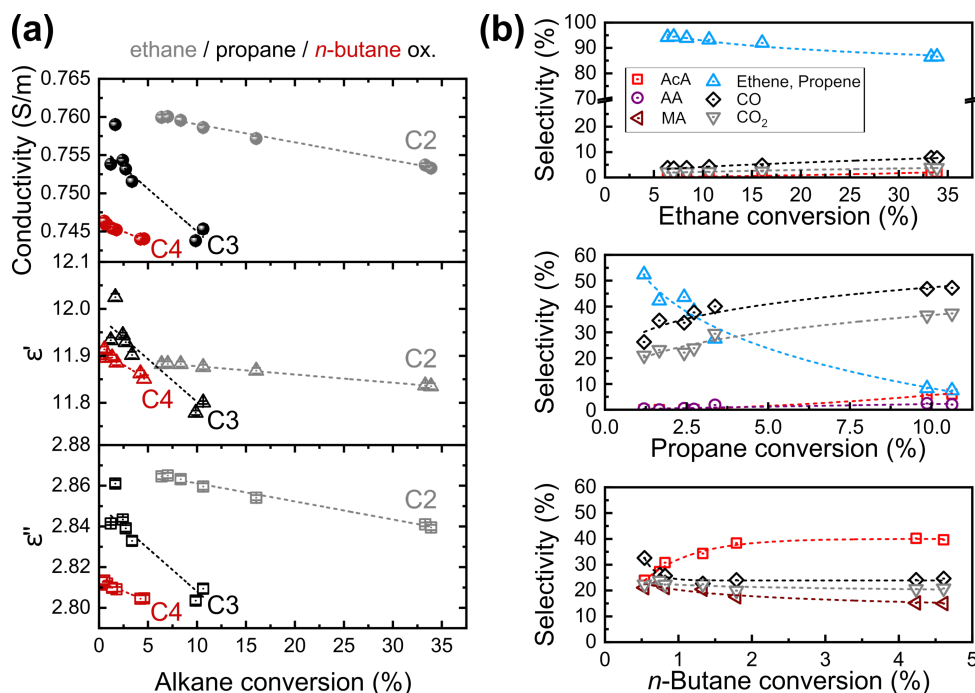 (a)
ethane / propane / n-butane ox.
Conductivity (S/m)
0.765
0.760
0.755
0.750
0.745
12.1
C2
C3
C4
ε'
12.0
11.9
11.8
2.88
C2
C3
C4
ε''
2.86
2.84
2.82
2.80
C2
C3
C4
0 5 10 15 20 25 30 35
Alkane conversion (%)
(b)
Selectivity (%)
100
90
80
70
10
5
0
AcA
AA
MA
Ethene, Propene
CO
CO2
0 5 10 15 20 25 30 35
Ethane conversion (%)
Selectivity (%)
60
50
40
30
20
10
0
0.0 2.5 5.0 7.5 10.0
Propane conversion (%)
Selectivity (%)
60
50
40
30
20
10
0
0 1 2 3 4 5
n-Butane conversion (%)